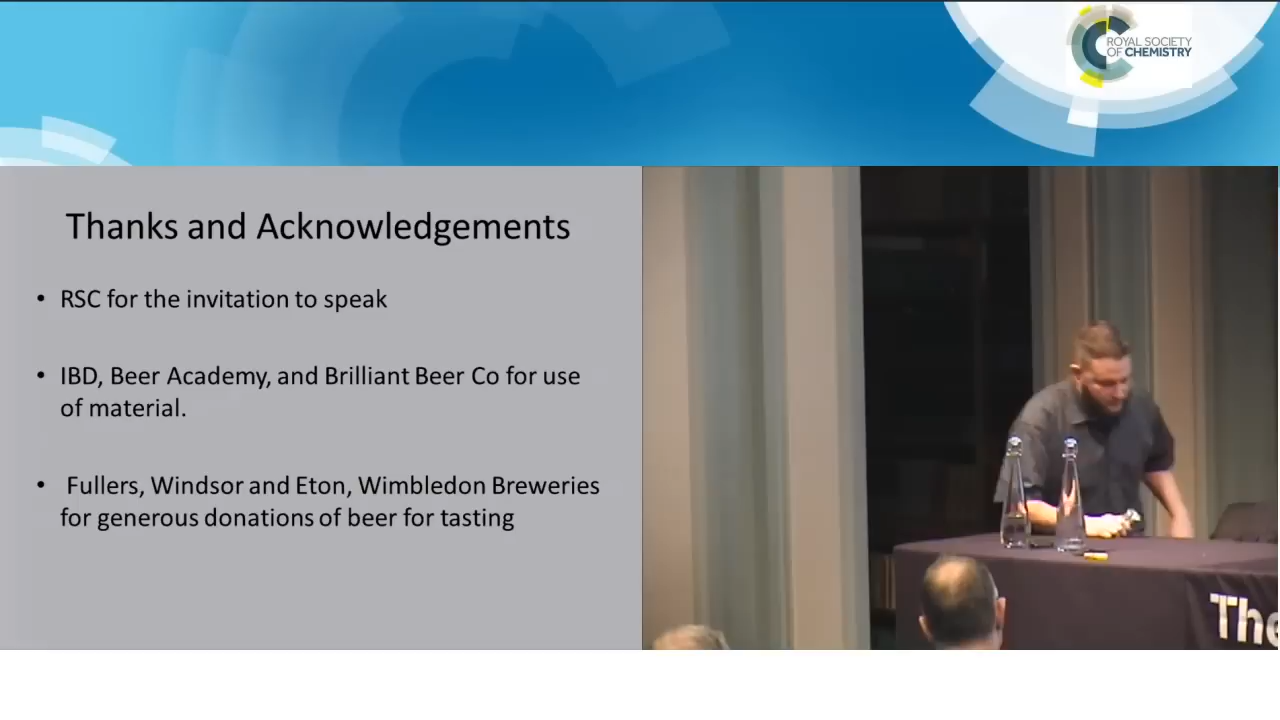 ROYAL SOCIETY
OF CHEMISTRY
Thanks and Acknowledgements
• RSC for the invitation to speak
• IBD, Beer Academy, and Brilliant Beer Co for use
of material.
• Fullers, Windsor and Eton, Wimbledon Breweries
for generous donations of beer for tasting
The